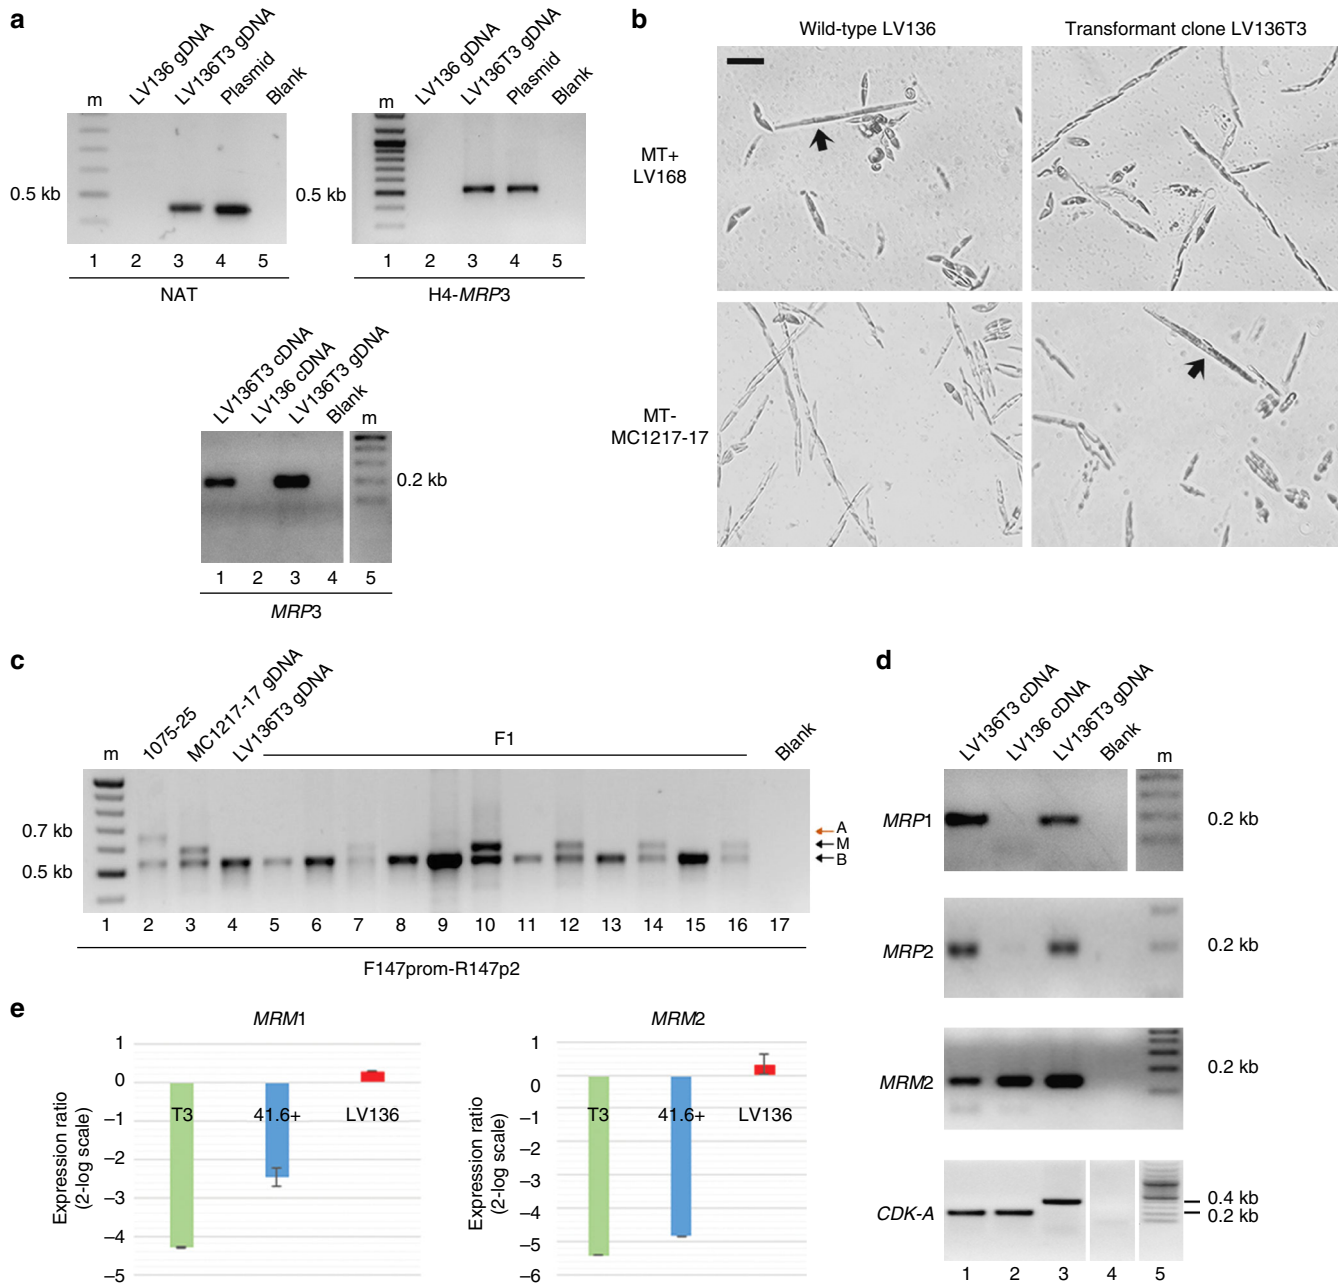 a
m
LV136 gDNA
LV136T3 gDNA
Plasmid
Blank
0.5 kb
1 2 3 4 5
NAT
m
LV136 gDNA
LV136T3 gDNA
Plasmid
Blank
0.5 kb
1 2 3 4 5
H4-MRP3
LV136T3 cDNA
LV136 cDNA
LV136T3 gDNA
Blank
m
0.2 kb
1 2 3 4 5
MRP3
b
Wild-type LV136
Transformant clone LV136T3
MT+
LV168
MT-
MC1217-17
c
m
1075-25
MC1217-17 gDNA
LV136T3 gDNA
F1
Blank
0.7 kb
0.5 kb
A
M
B
1 2 3 4 5 6 7 8 9 10 11 12 13 14 15 16 17
F147prom-R147p2
d
LV136T3 cDNA
LV136 cDNA
LV136T3 gDNA
Blank
m
MRP1
0.2 kb
MRP2
0.2 kb
MRM2
0.2 kb
CDK-A
0.4 kb
0.2 kb
1 2 3 4 5
e
MRM1
Expression ratio
(2-log scale)
1
0
–1
–2
–3
–4
–5
T3
41.6+
LV136
MRM2
Expression ratio
(2-log scale)
1
0
–1
–2
–3
–4
–5
–6
T3
41.6+
LV136